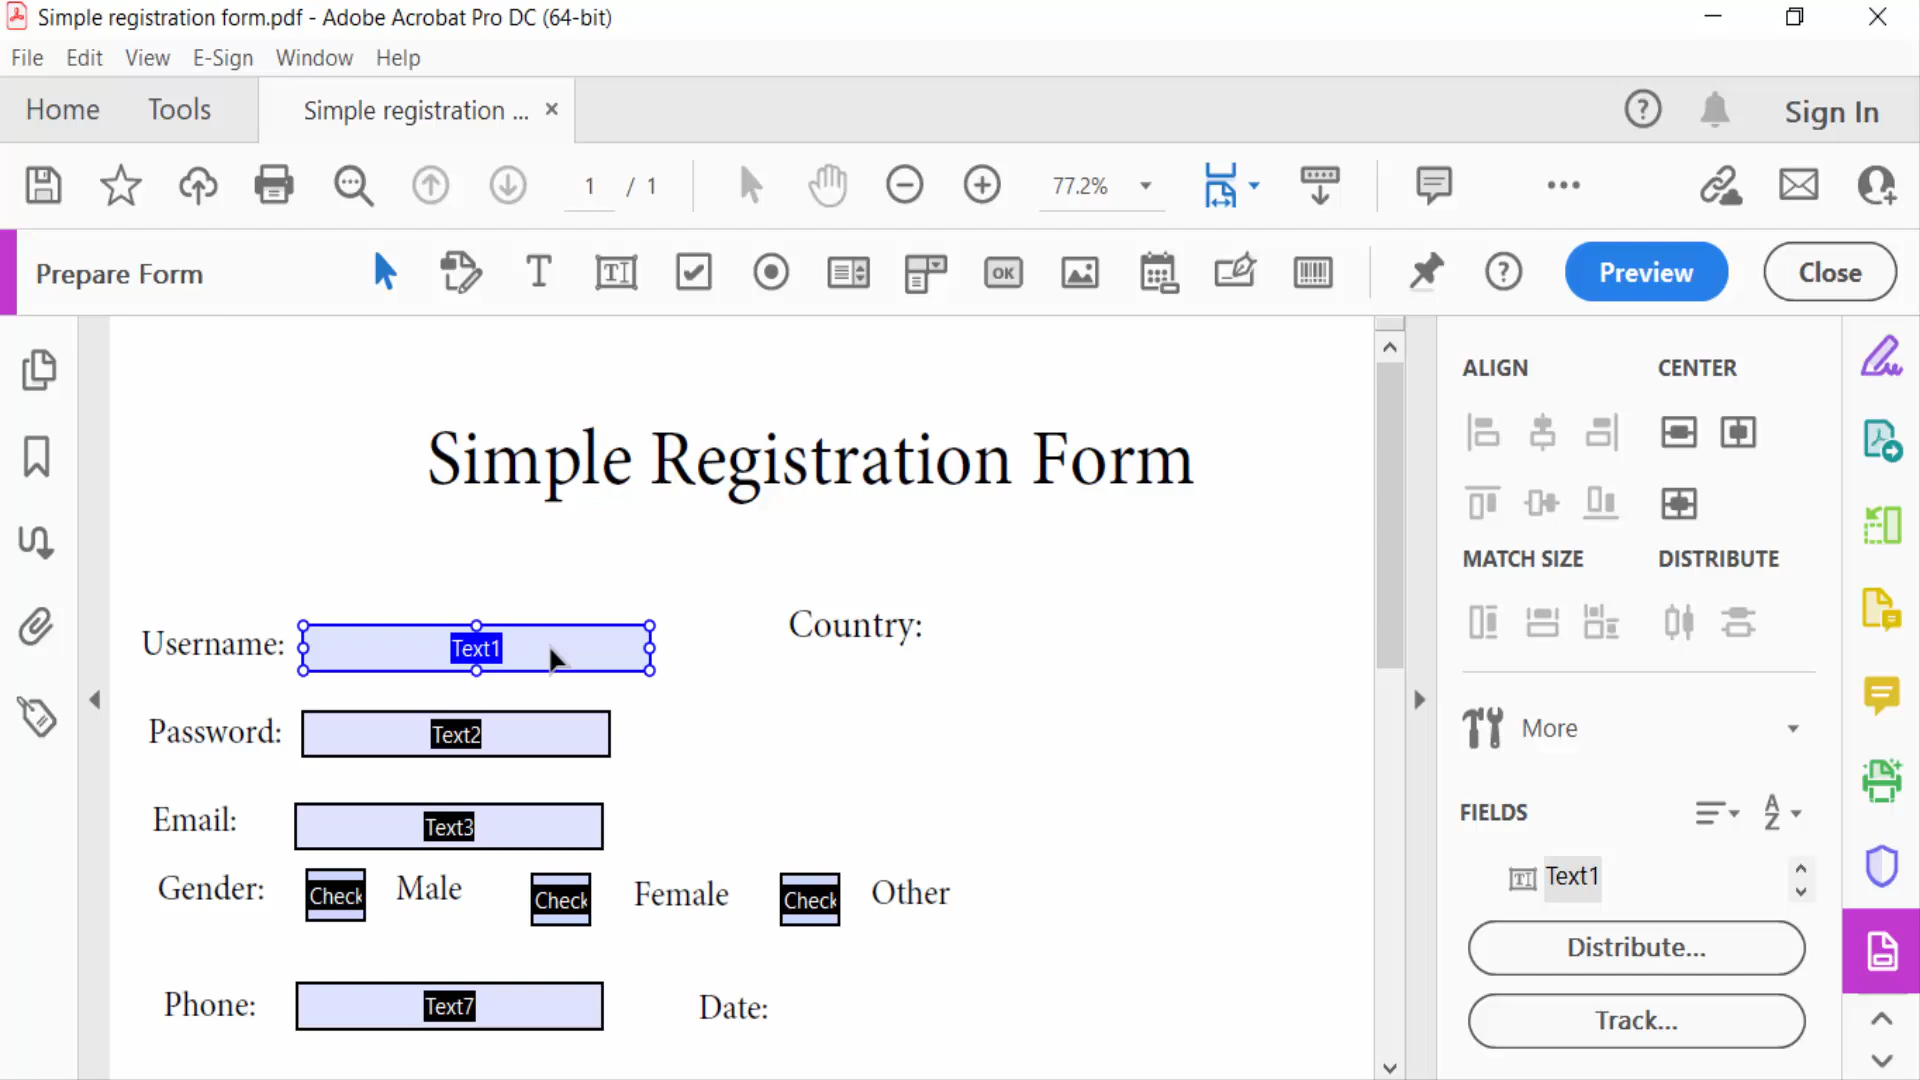 Simple registration form.pdf - Adobe Acrobat Pro DC (64-bit)
File Edit View E-Sign Window Help
Home Tools Simple registration ... Sign In
1 / 1 77.2%
Prepare Form OK Preview Close
ALIGN CENTER
Simple Registration Form
MATCH SIZE DISTRIBUTE
Username: Text1 Country:
Password: Text2 More
Email: Text3 FIELDS
Gender: Check Male Check Female Check Other Text1
Distribute...
Phone: Text7 Date: Track...